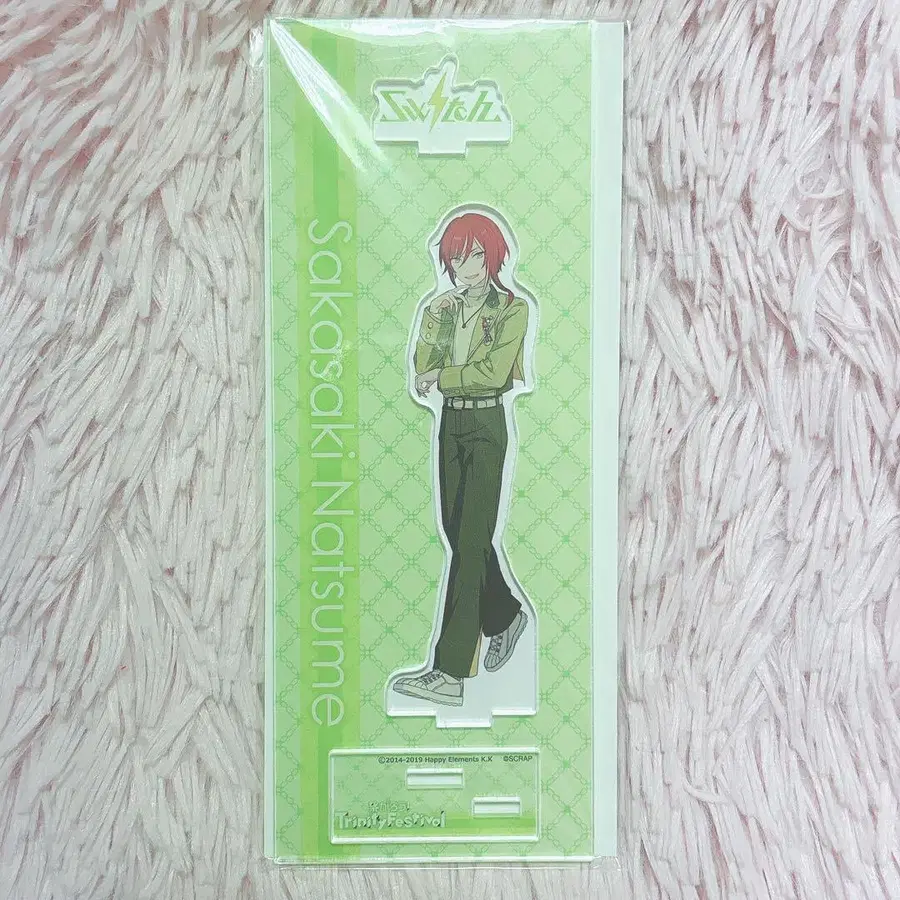 Switch
Sakasaki Natsume
©2014-2019 Happy Elements K.K ©SCRAP
Trinity Festival